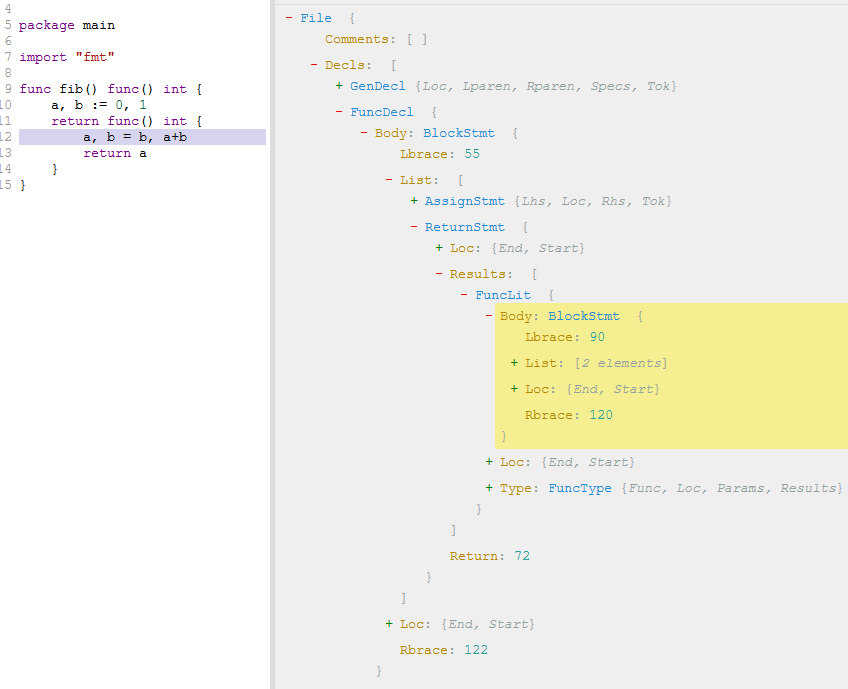 4
5 package main
6
7 import "fmt"
8
9 func fib() func() int {
10     a, b := 0, 1
11     return func() int {
12         a, b = b, a+b
13         return a
14     }
15 }
- File {
Comments: [ ]
- Decls: [
+ GenDecl {Loc, Lparen, Rparen, Specs, Tok}
- FuncDecl {
- Body: BlockStmt {
Lbrace: 55
- List: [
+ AssignStmt {Lhs, Loc, Rhs, Tok}
- ReturnStmt {
+ Loc: {End, Start}
- Results: [
- FuncLit {
- Body: BlockStmt {
Lbrace: 90
+ List: [2 elements]
+ Loc: {End, Start}
Rbrace: 120
}
+ Loc: {End, Start}
+ Type: FuncType {Func, Loc, Params, Results}
}
]
Return: 72
}
]
+ Loc: {End, Start}
Rbrace: 122
}